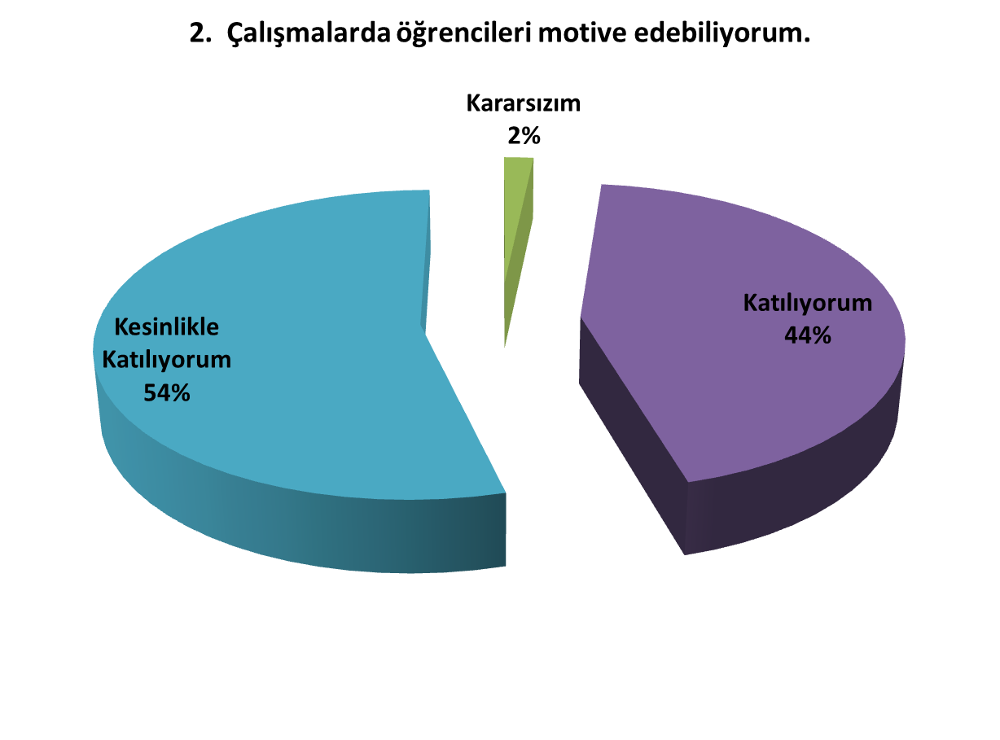 2. Çalışmalarda öğrencileri motive edebiliyorum.
Kararsızım
2%
Katılıyorum
44%
Kesinlikle
Katılıyorum
54%